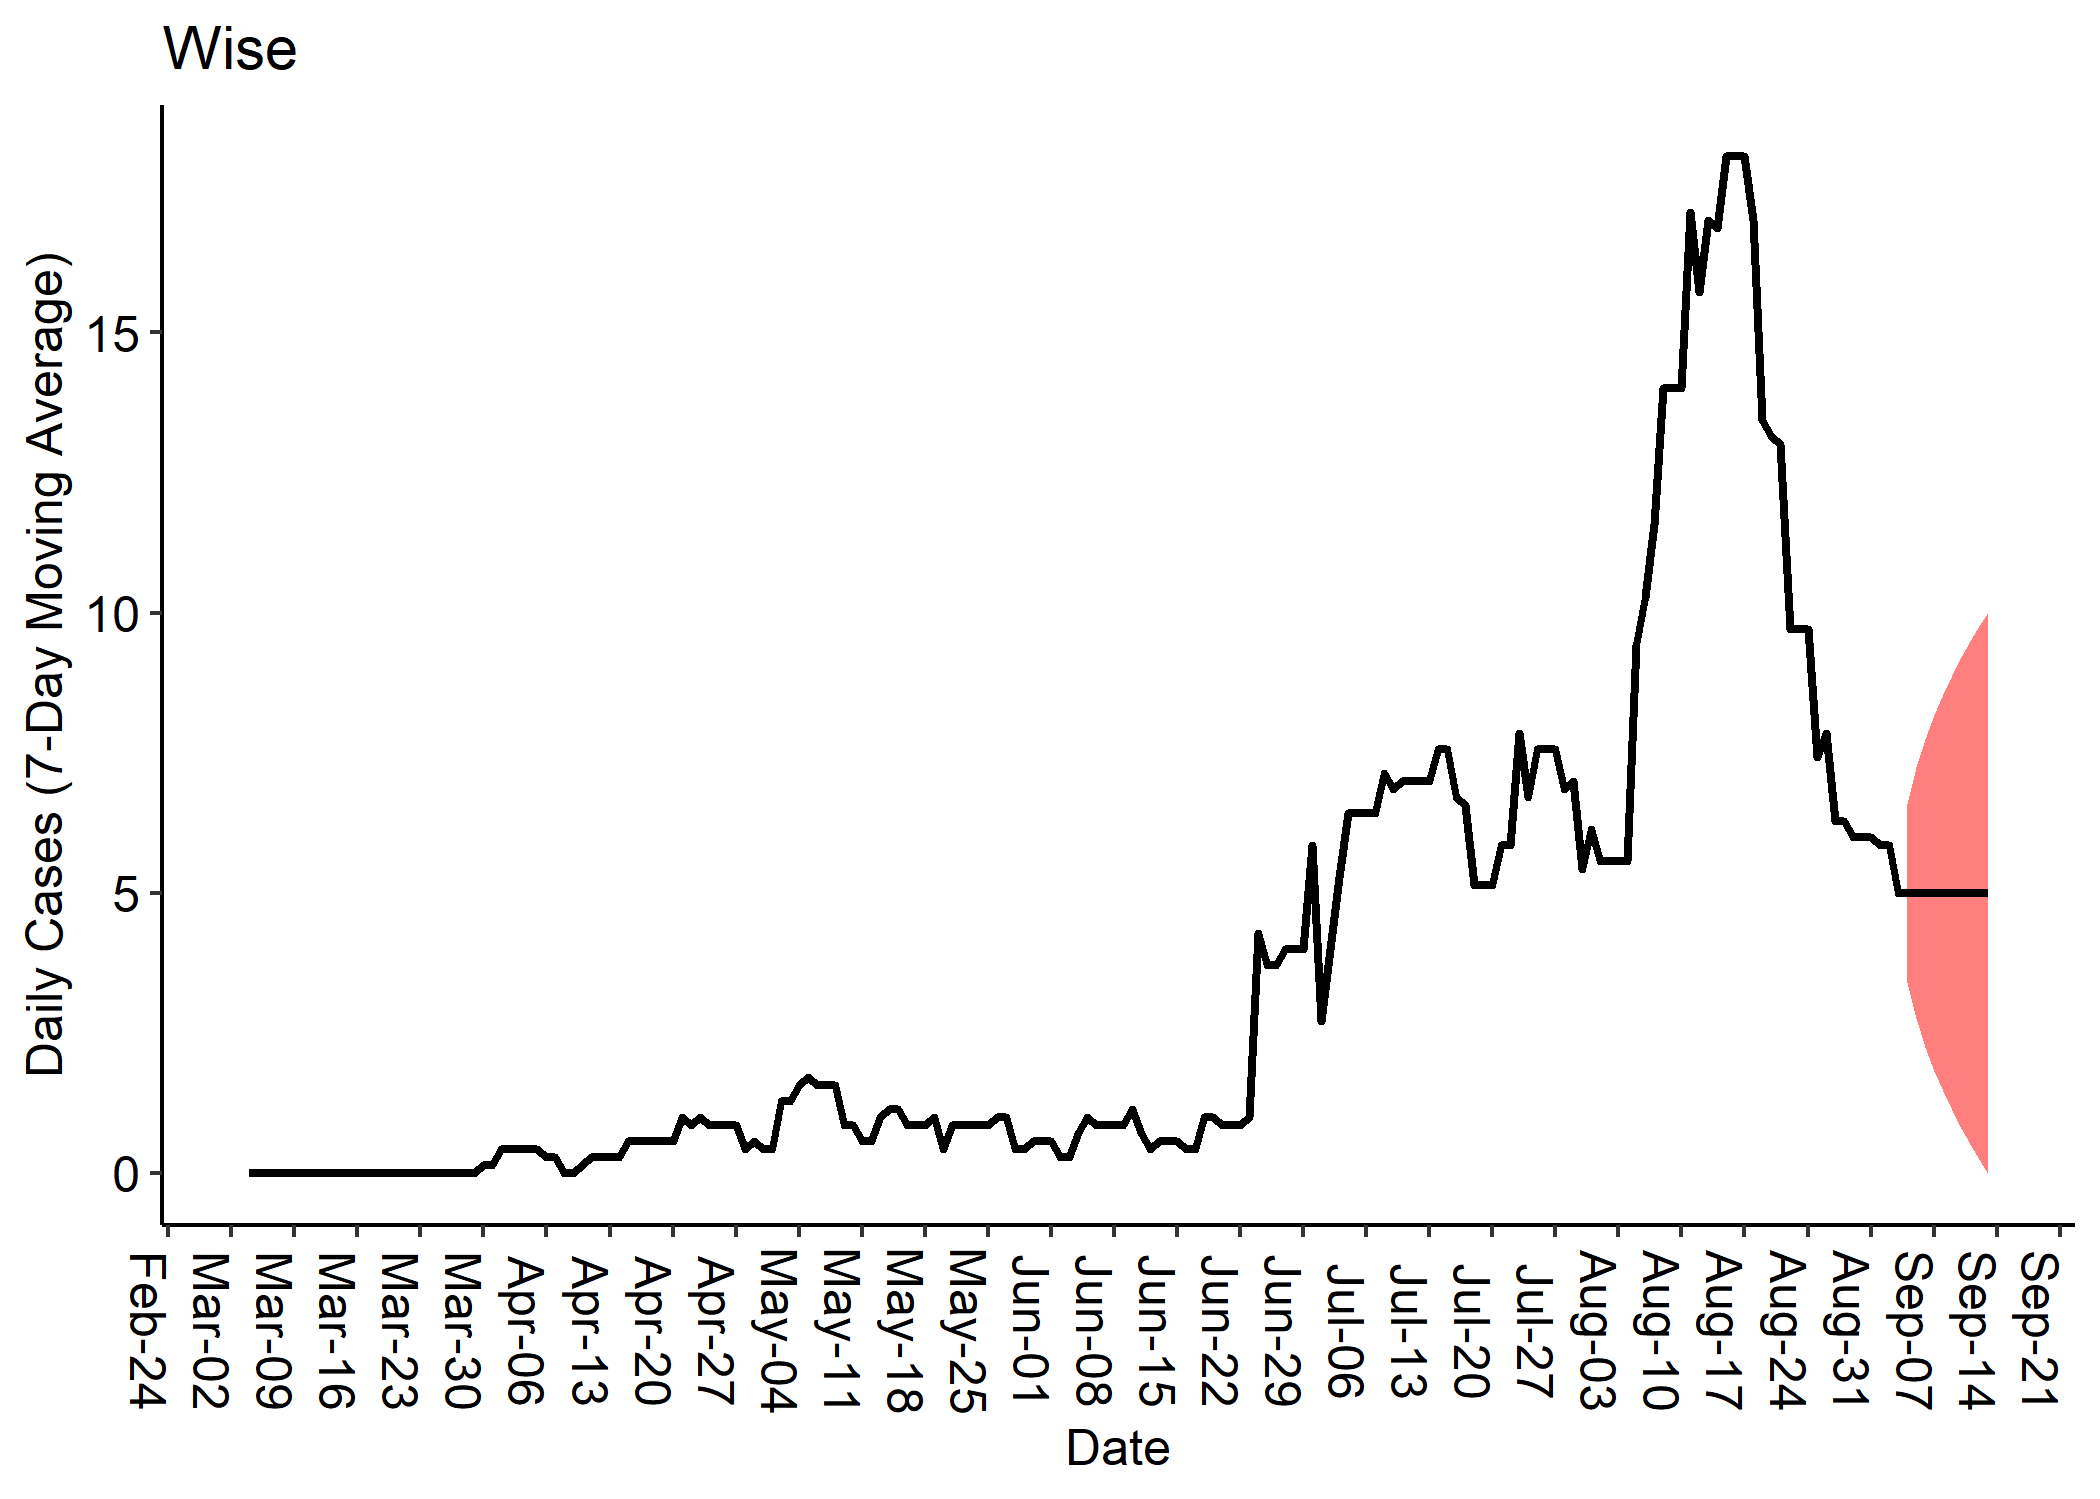 Wise
Daily Cases (7-Day Moving Average)
15
10
5
0
Feb-24
Mar-02
Mar-09
Mar-16
Mar-23
Mar-30
Apr-06
Apr-13
Apr-20
Apr-27
May-04
May-11
May-18
May-25
Jun-01
Jun-08
Jun-15
Jun-22
Jun-29
Jul-06
Jul-13
Jul-20
Jul-27
Aug-03
Aug-10
Aug-17
Aug-24
Aug-31
Sep-07
Sep-14
Sep-21
Date